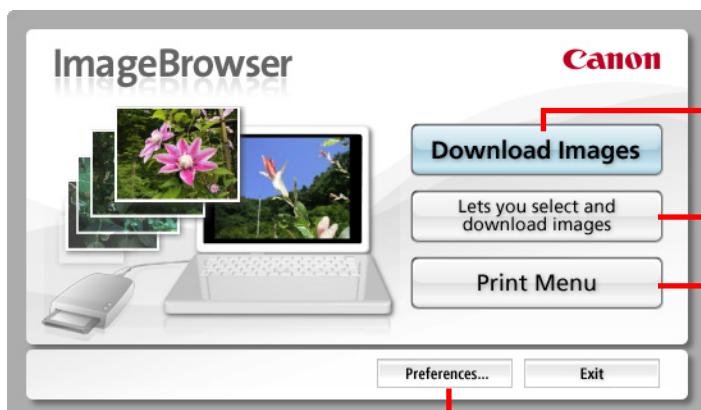 ImageBrowser
Canon
Download Images
Lets you select and
download images
Print Menu
Preferences...
Exit